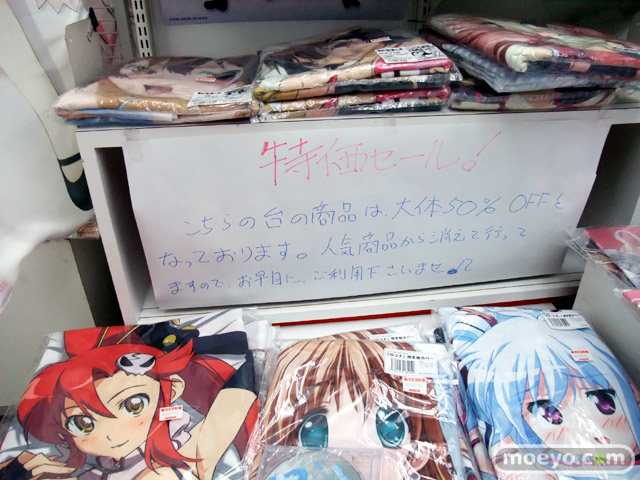 特価セール!
こちらの台の商品は、大体50% OFFと
なっております。人気商品から消えて行って
ますので、お早目に、ご利用下さいませ♪
moeyo.com